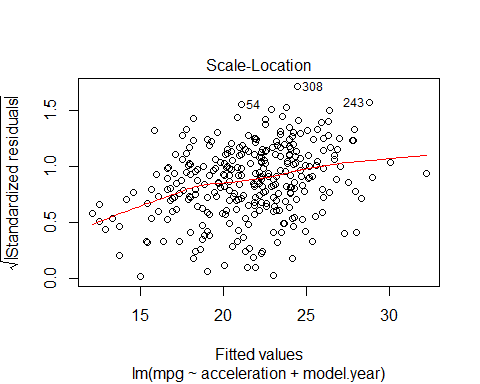 Scale-Location
√|Standardized residuals|
1.5
1.0
0.5
0.0
308
54
243
15
20
25
30
Fitted values
lm(mpg ~ acceleration + model.year)